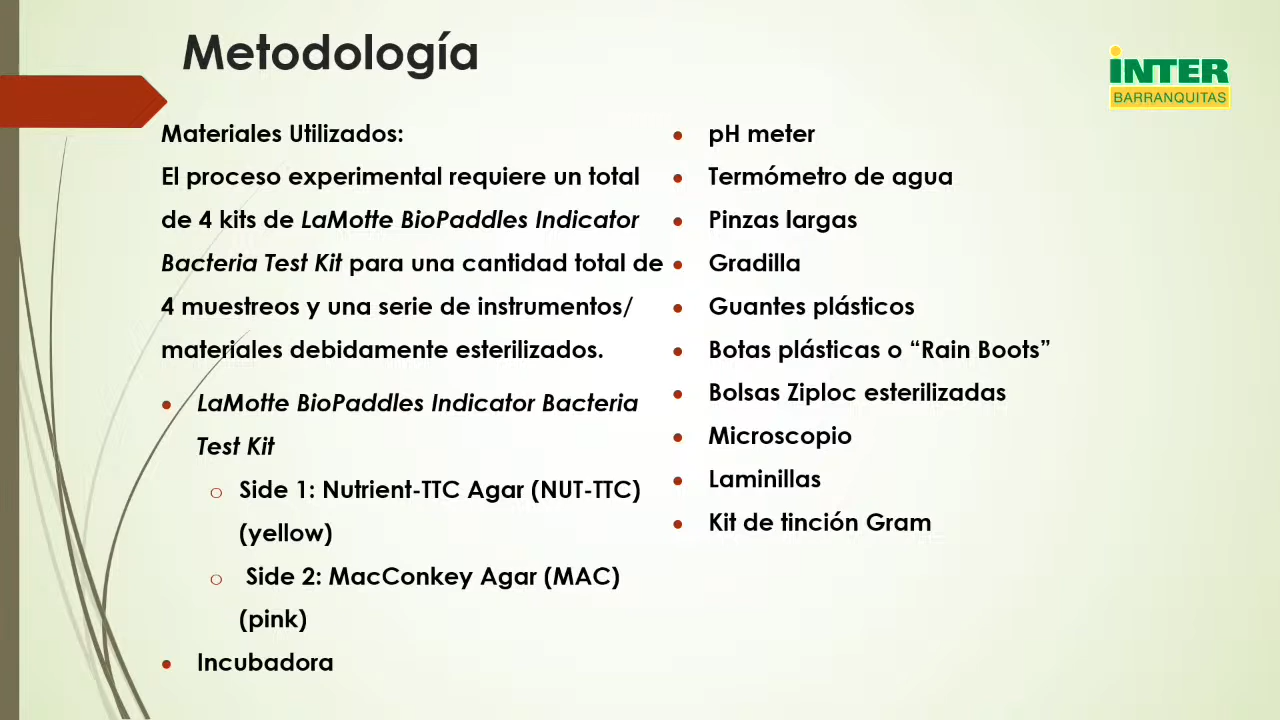 Metodología
INTER
BARRANQUITAS
Materiales Utilizados:
El proceso experimental requiere un total
de 4 kits de LaMotte BioPaddles Indicator
Bacteria Test Kit para una cantidad total de
4 muestreos y una serie de instrumentos/
materiales debidamente esterilizados.
LaMotte BioPaddles Indicator Bacteria
Test Kit
Side 1: Nutrient-TTC Agar (NUT-TTC)
(yellow)
Side 2: MacConkey Agar (MAC)
(pink)
Incubadora
pH meter
Termómetro de agua
Pinzas largas
Gradilla
Guantes plásticos
Botas plásticas o “Rain Boots”
Bolsas Ziploc esterilizadas
Microscopio
Laminillas
Kit de tinción Gram